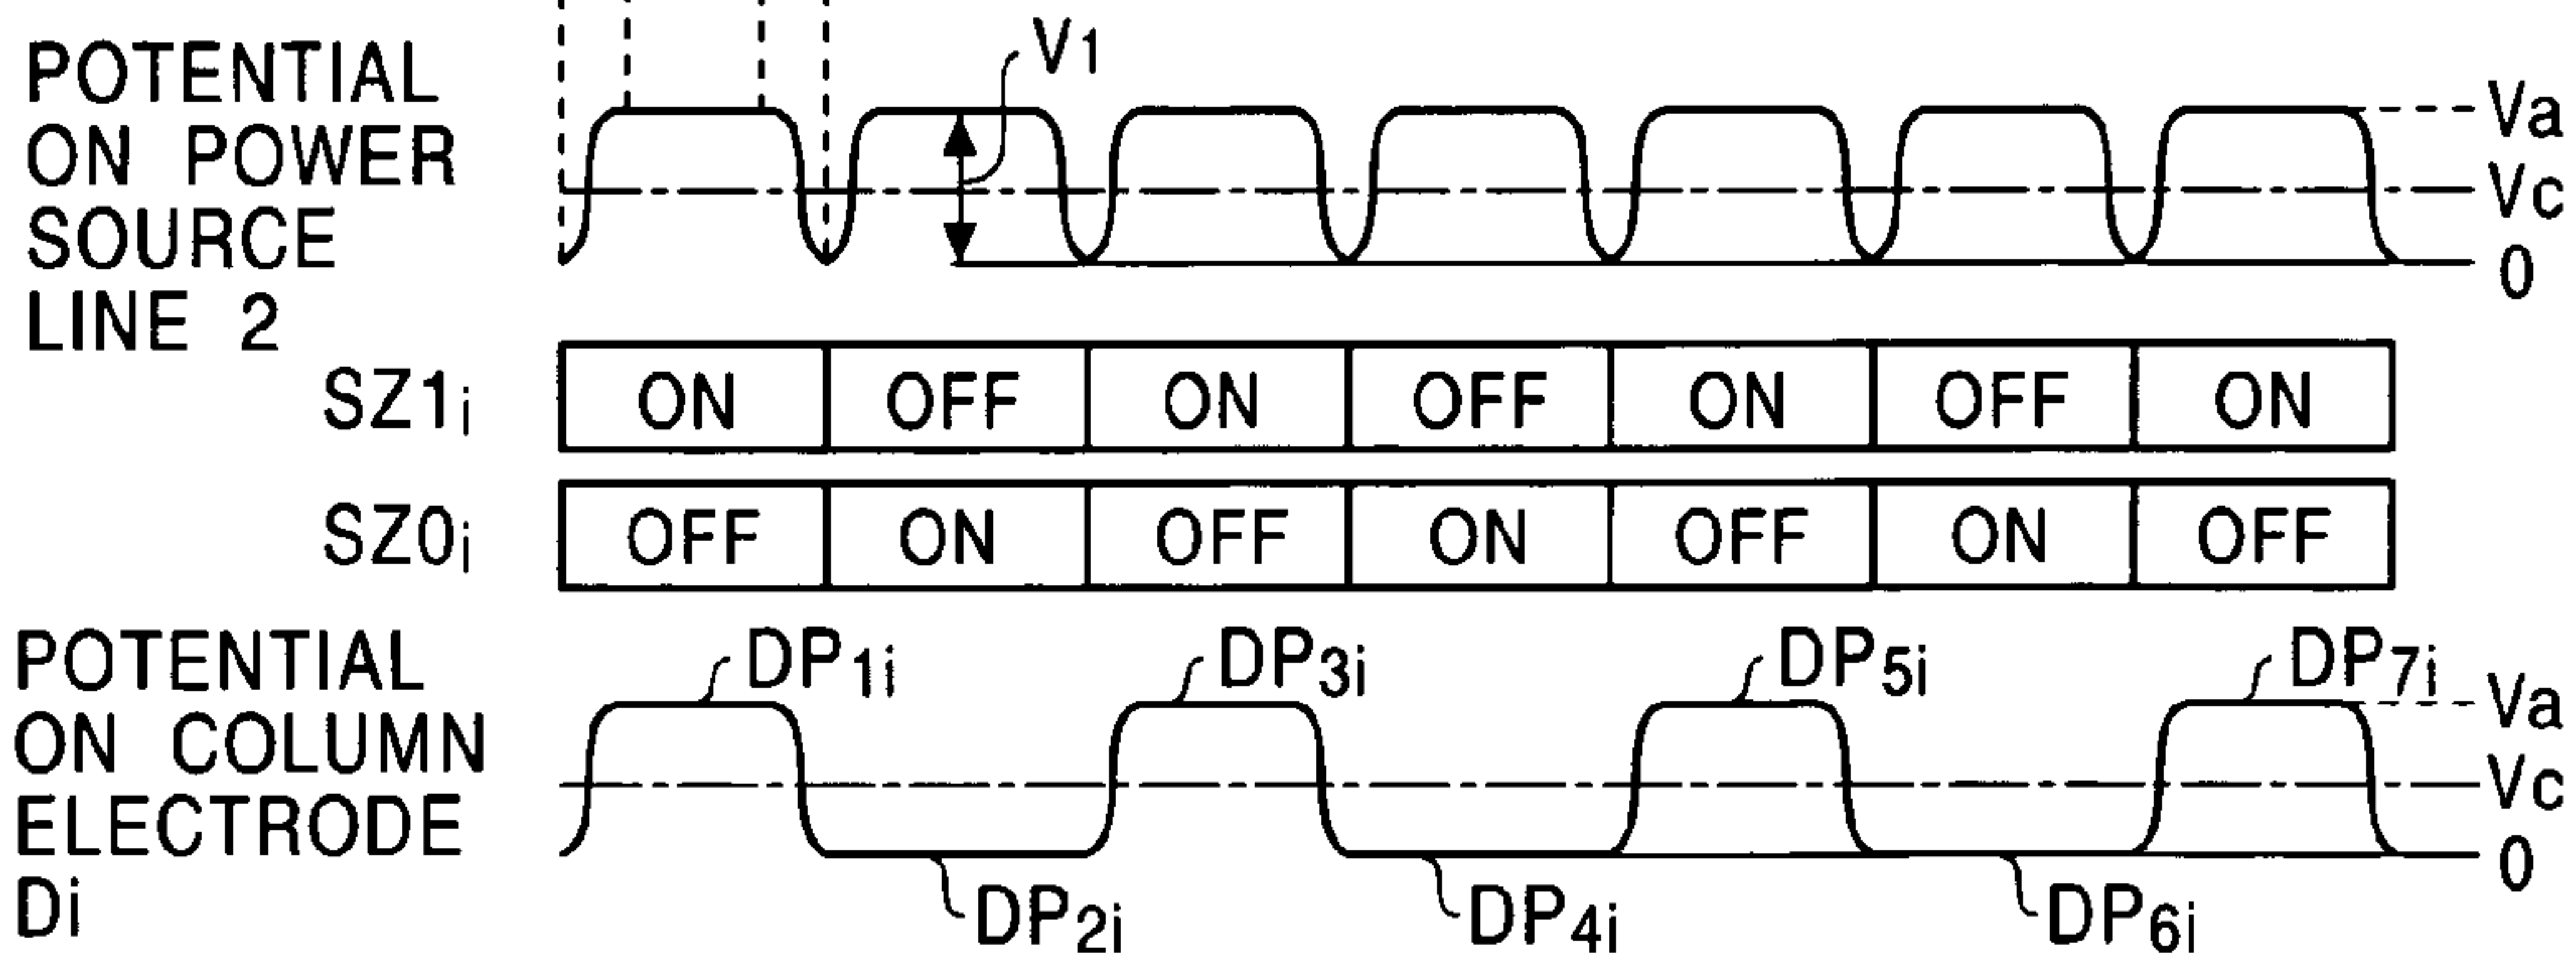 POTENTIAL
ON POWER
SOURCE
LINE 2
V1
Va
Vc
0
SZ1i ON OFF ON OFF ON OFF ON
SZ0i OFF ON OFF ON OFF ON OFF
POTENTIAL
ON COLUMN
ELECTRODE
Di
DP1i DP3i DP5i DP7i
Va
Vc
0
DP2i DP4i DP6i